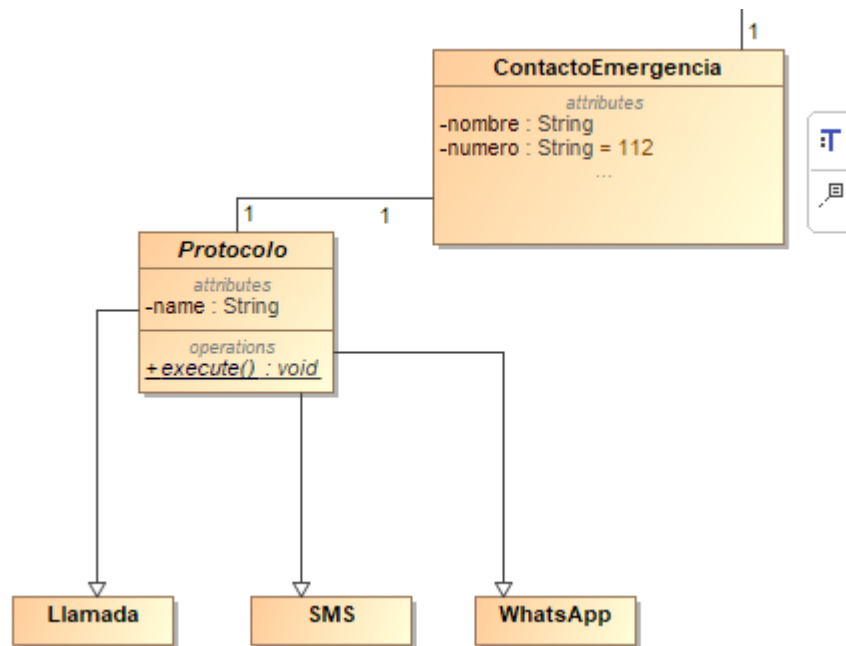 1
ContactoEmergencia
attributes
-nombre : String
-numero : String = 112
...
1
1
Protocolo
attributes
-name : String
operations
+execute() : void
Llamada
SMS
WhatsApp
:T